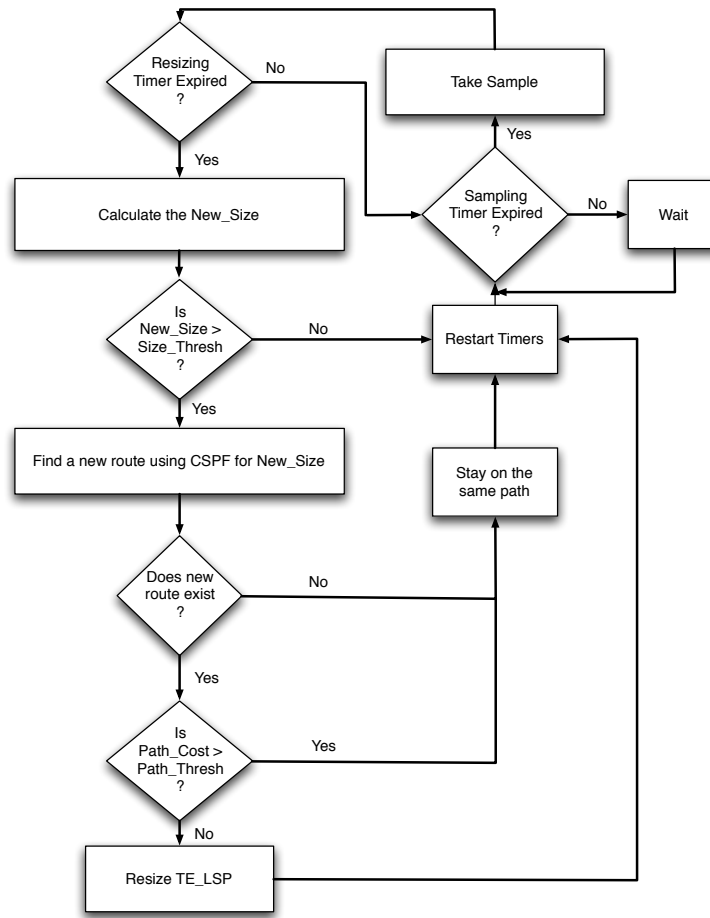 Resizing
Timer Expired
?
No
Yes
Take Sample
Yes
Sampling
Timer Expired
?
No
Wait
Calculate the New_Size
Is
New_Size >
Size_Thresh
?
No
Yes
Restart Timers
Find a new route using CSPF for New_Size
Stay on the
same path
Does new
route exist
?
No
Yes
Is
Path_Cost >
Path_Thresh
?
Yes
No
Resize TE_LSP